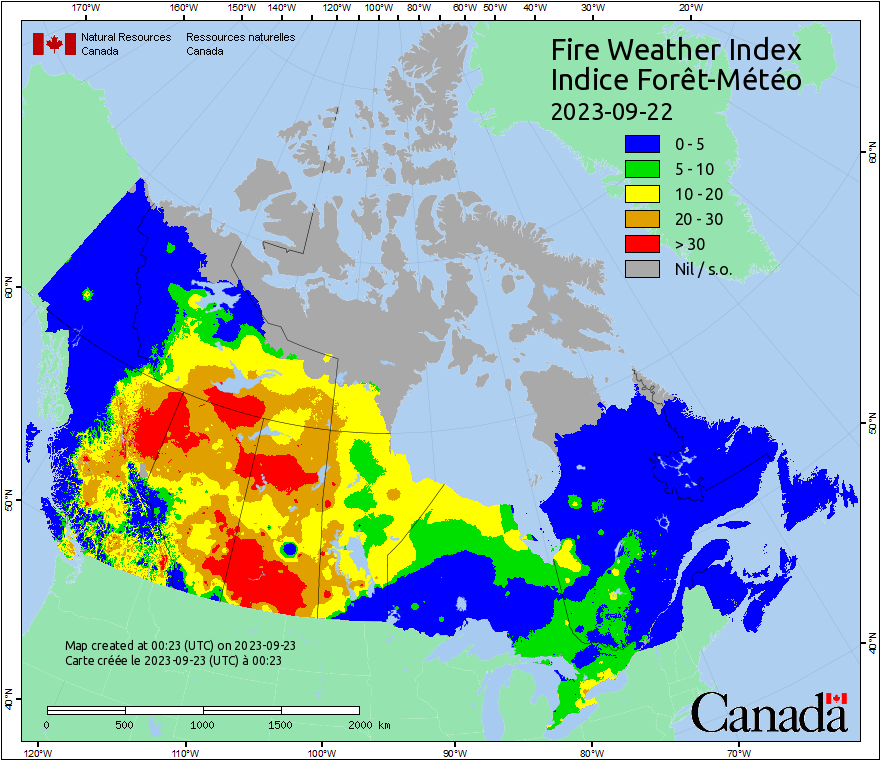 170°W 160°W 150°W 140°W 120°W 100°W 80°W 60°W 50°W 40°W 30°W 20°W
Natural Resources Ressources naturelles
Canada Canada
Fire Weather Index
Indice Forêt-Météo
2023-09-22
0 - 5
5 - 10
10 - 20
20 - 30
> 30
Nil / s.o.
60°N
60°N
50°N
50°N
40°N
40°N
Map created at 00:23 (UTC) on 2023-09-23
Carte créée le 2023-09-23 (UTC) à 00:23
0 500 1000 1500 2000 km
Canada
120°W 110°W 100°W 90°W 80°W 70°W